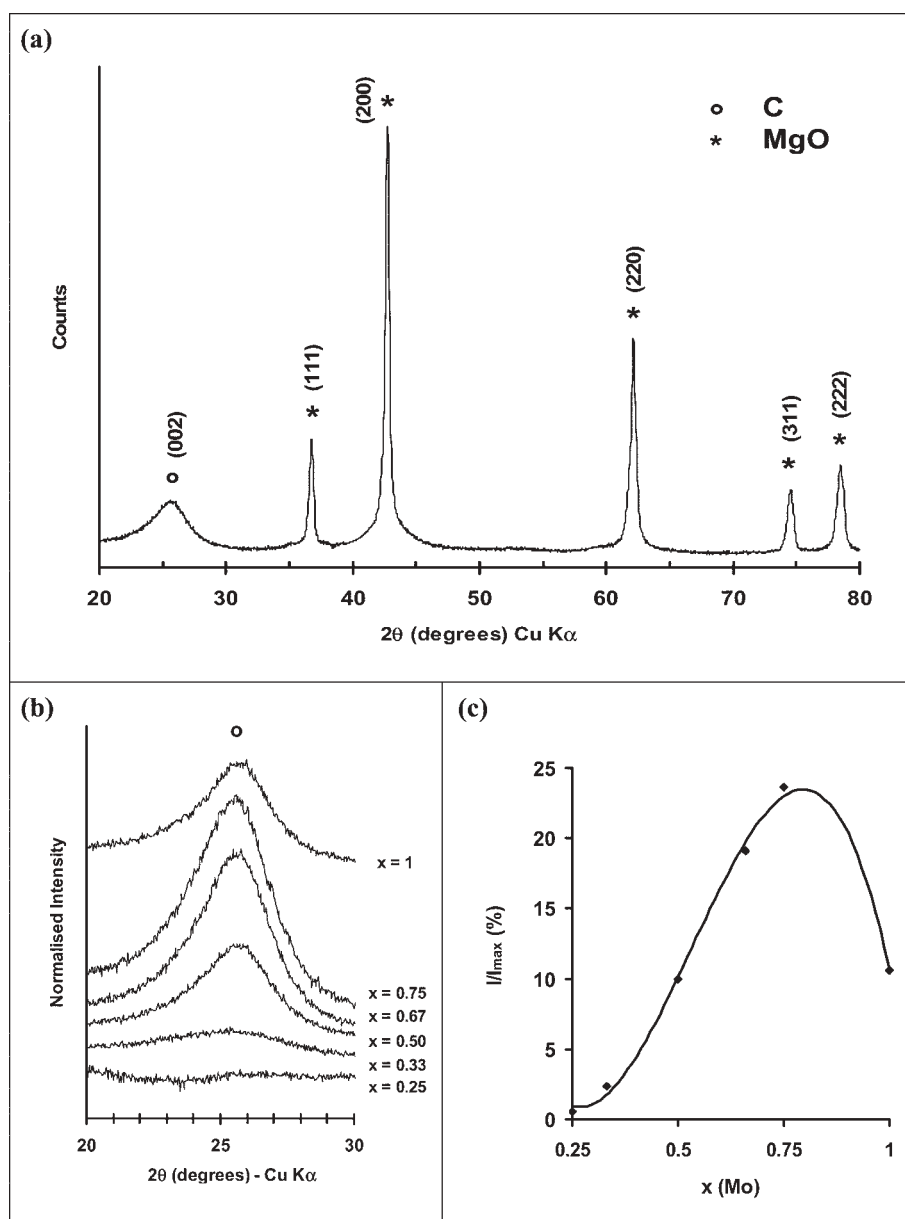 (a)
(200)
*
o C
* MgO
(220)
*
(111)
*
(002)
o
(311)
*
(222)
*
Counts
20 30 40 50 60 70 80
2θ (degrees) Cu Kα
(b)
o
x = 1
x = 0.75
x = 0.67
x = 0.50
x = 0.33
x = 0.25
Normalised Intensity
20 25 30
2θ (degrees) - Cu Kα
(c)
25
20
15
10
5
0
I/Imax (%)
0.25 0.5 0.75 1
x (Mo)